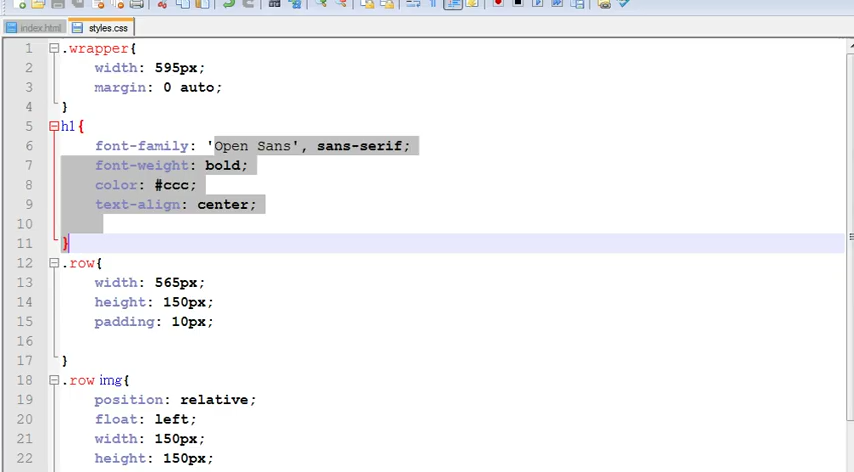 index.html styles.css
1 .wrapper{
2 width: 595px;
3 margin: 0 auto;
4 }
5 h1{
6 font-family: 'Open Sans', sans-serif;
7 font-weight: bold;
8 color: #ccc;
9 text-align: center;
10
11 }
12 .row{
13 width: 565px;
14 height: 150px;
15 padding: 10px;
16
17 }
18 .row img{
19 position: relative;
20 float: left;
21 width: 150px;
22 height: 150px;